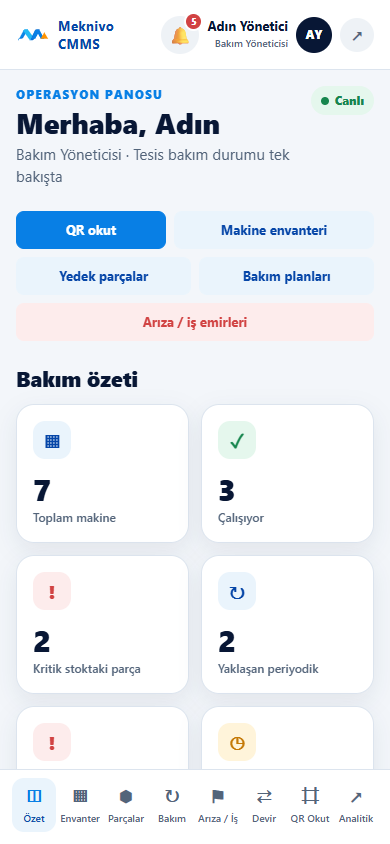 Meknivo
CMMS
5
Adın Yönetici
Bakım Yöneticisi
AY
OPERASYON PANOSU
Canlı
Merhaba, Adın
Bakım Yöneticisi · Tesis bakım durumu tek
bakışta
QR okut
Makine envanteri
Yedek parçalar
Bakım planları
Arıza / iş emirleri
Bakım özeti
7
Toplam makine
3
Çalışıyor
2
Kritik stoktaki parça
2
Yaklaşan periyodik
Özet
Envanter
Parçalar
Bakım
Arıza / İş
Devir
QR Okut
Analitik